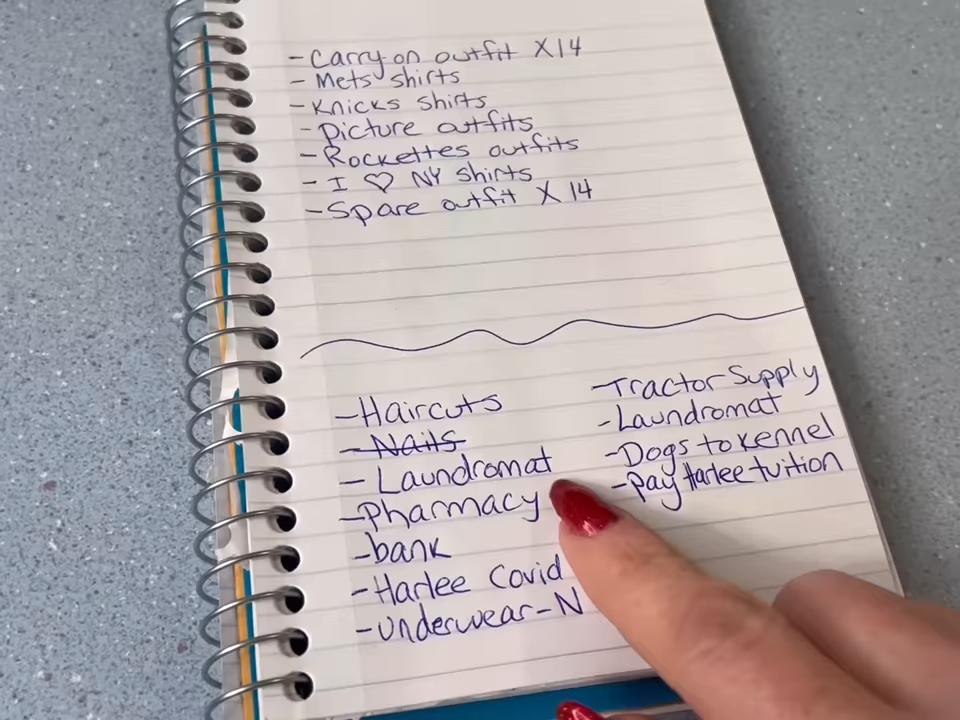 - Carry on outfit X14
- Mets shirts
- Knicks shirts
- Picture outfits
- Rockettes outfits
- I ♡ NY shirts
- Spare outfit X 14
- Haircuts
- Nails
- Laundromat
- Pharmacy
- bank
- Harlee Covid
- Underwear - N
- Tractor Supply
- Laundromat
- Dogs to kennel
- pay Harlee tuition